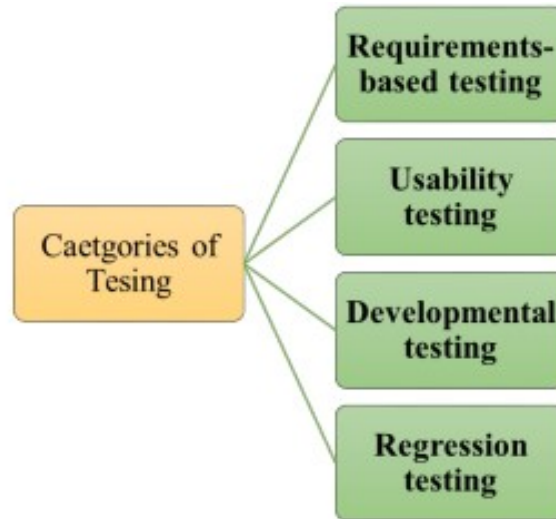 Requirements-
based testing
Usability
testing
Caetgories of
Tesing
Developmental
testing
Regression
testing